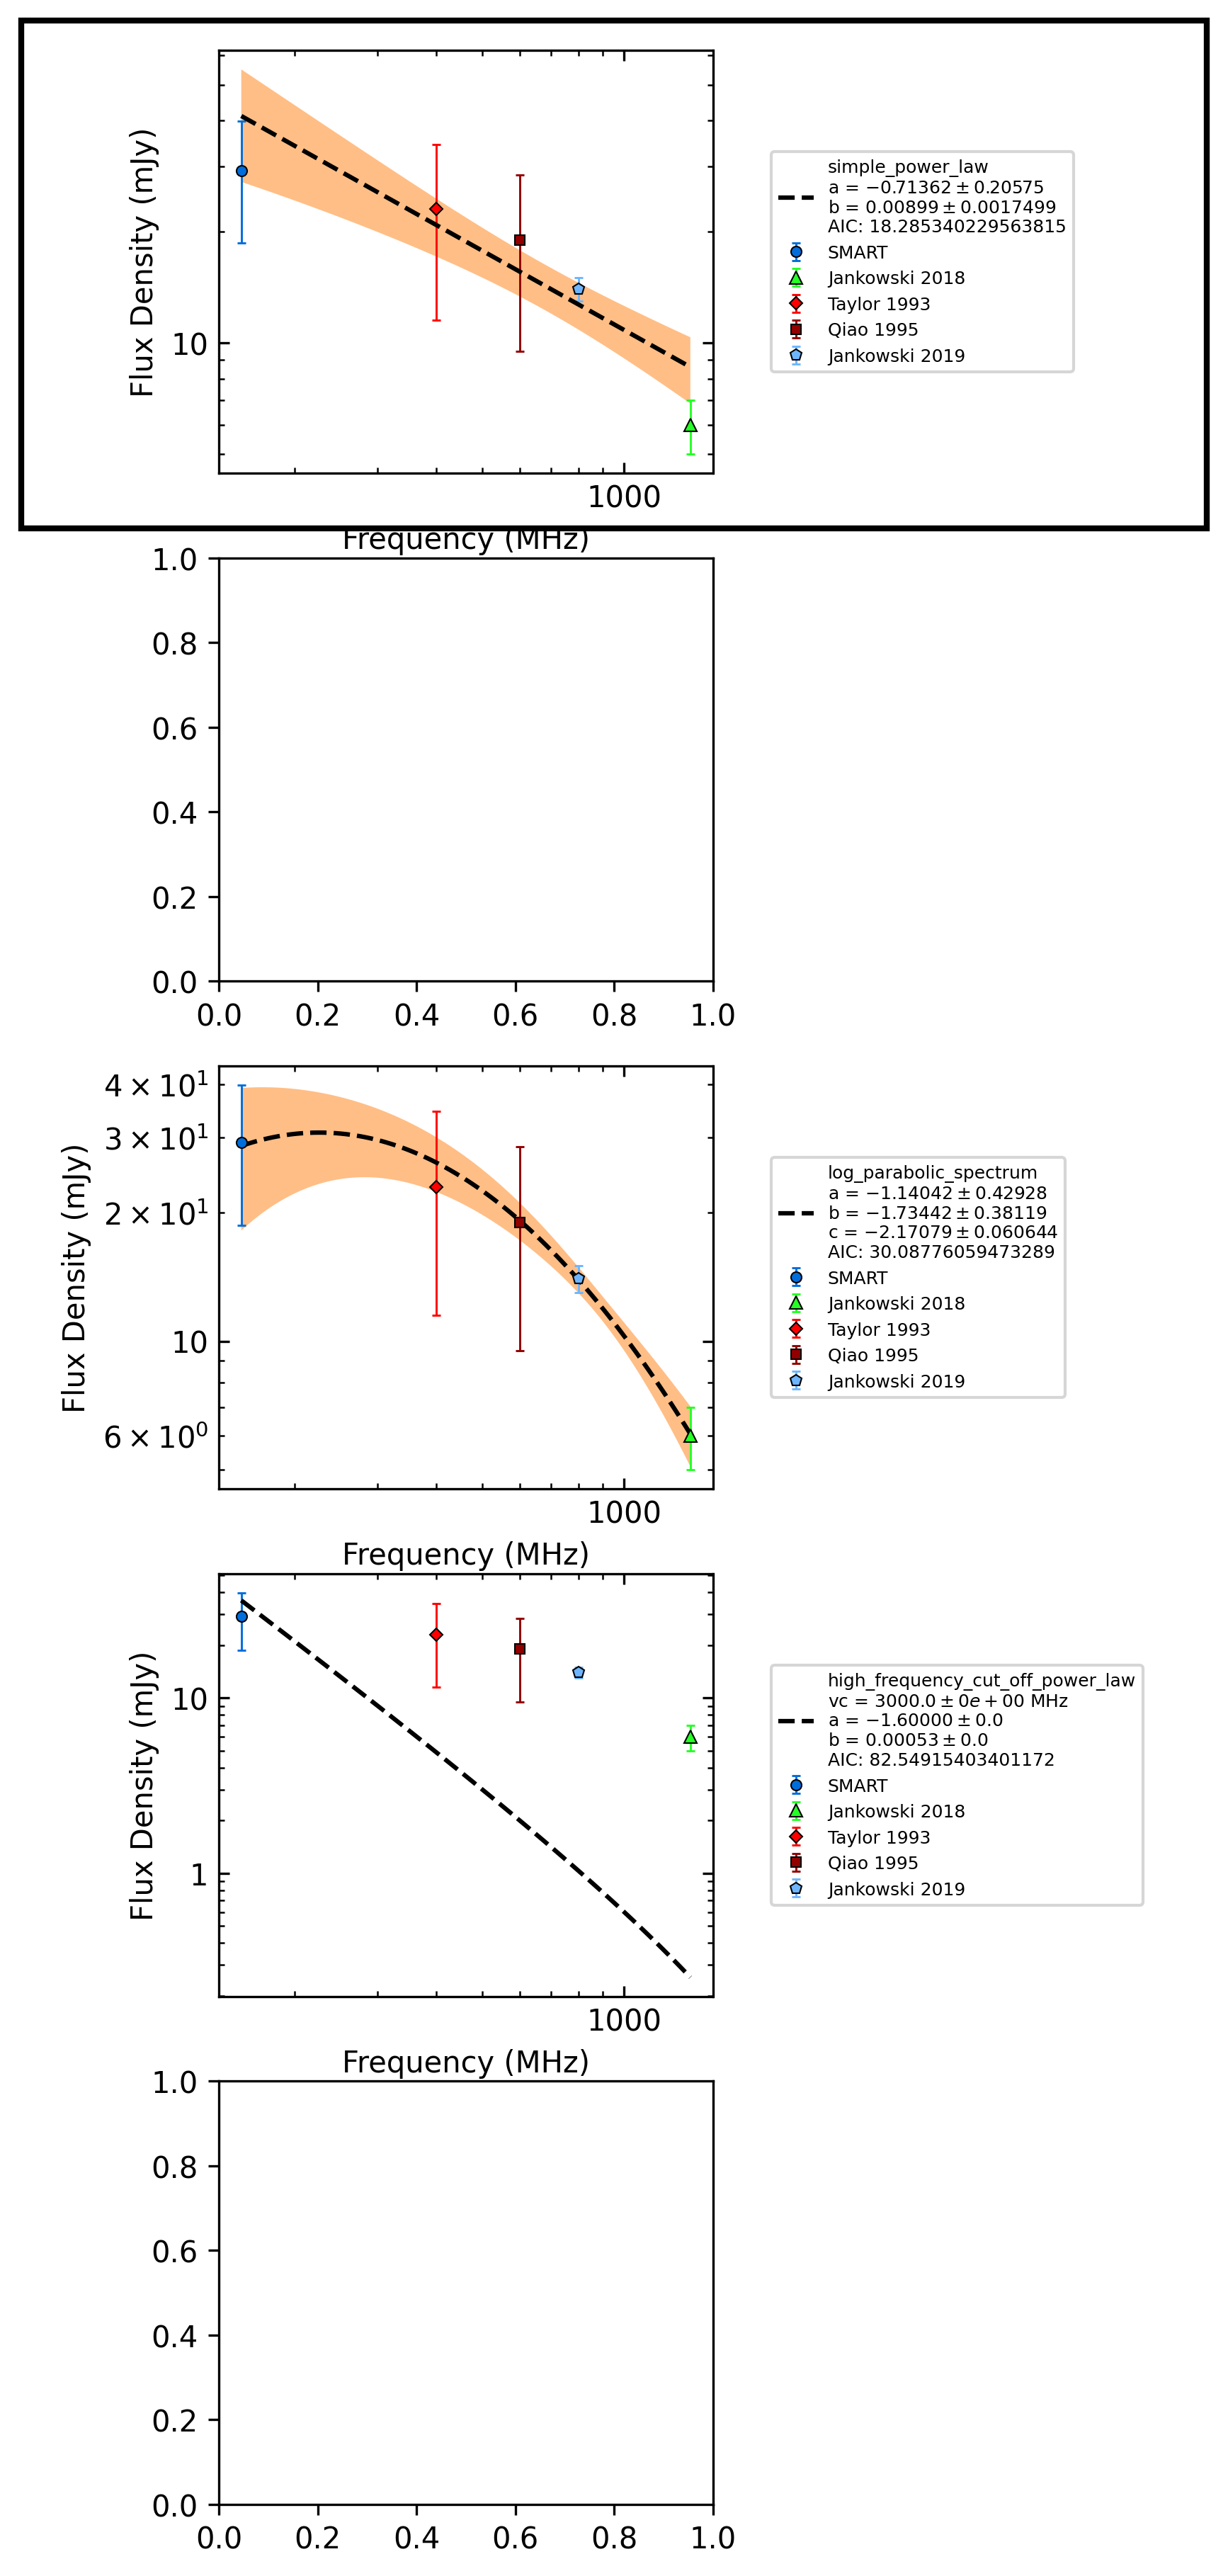 Flux Density (mJy)
10
1000
Frequency (MHz)
simple_power_law
a = −0.71362 ± 0.20575
b = 0.00899 ± 0.0017499
AIC: 18.285340229563815
SMART
Jankowski 2018
Taylor 1993
Qiao 1995
Jankowski 2019
1.0
0.8
0.6
0.4
0.2
0.0
0.0 0.2 0.4 0.6 0.8 1.0
Flux Density (mJy)
4 × 10¹
3 × 10¹
2 × 10¹
10
6 × 10⁰
1000
Frequency (MHz)
log_parabolic_spectrum
a = −1.14042 ± 0.42928
b = −1.73442 ± 0.38119
c = −2.17079 ± 0.060644
AIC: 30.08776059473289
SMART
Jankowski 2018
Taylor 1993
Qiao 1995
Jankowski 2019
Flux Density (mJy)
10
1
1000
Frequency (MHz)
high_frequency_cut_off_power_law
vc = 3000.0 ± 0e + 00 MHz
a = −1.60000 ± 0.0
b = 0.00053 ± 0.0
AIC: 82.54915403401172
SMART
Jankowski 2018
Taylor 1993
Qiao 1995
Jankowski 2019
1.0
0.8
0.6
0.4
0.2
0.0
0.0 0.2 0.4 0.6 0.8 1.0